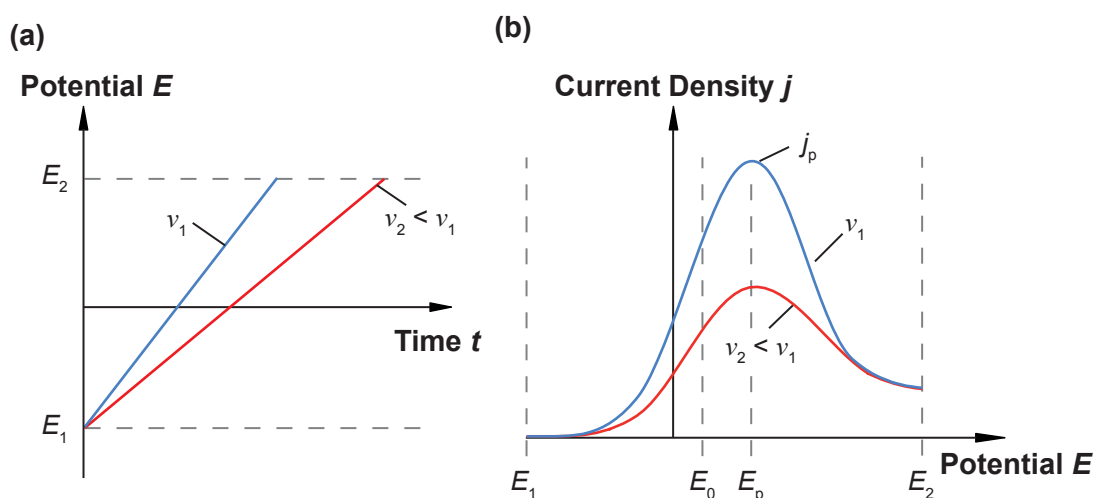 (a)
Potential E
E₂
v₁
v₂ < v₁
Time t
E₁
(b)
Current Density j
jₚ
v₁
v₂ < v₁
E₁
E₀
Eₚ
E₂
Potential E